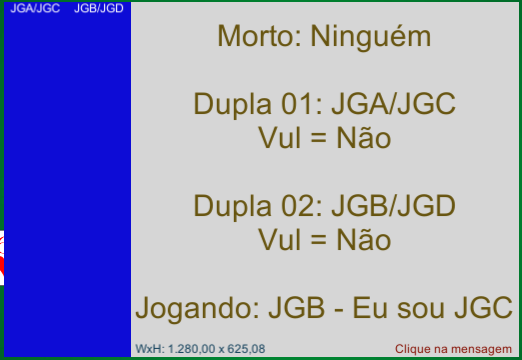 JGA/JGC JGB/JGD
Morto: Ninguém
Dupla 01: JGA/JGC
Vul = Não
Dupla 02: JGB/JGD
Vul = Não
Jogando: JGB - Eu sou JGC
WxH: 1.280,00 x 625,08 Clique na mensagem